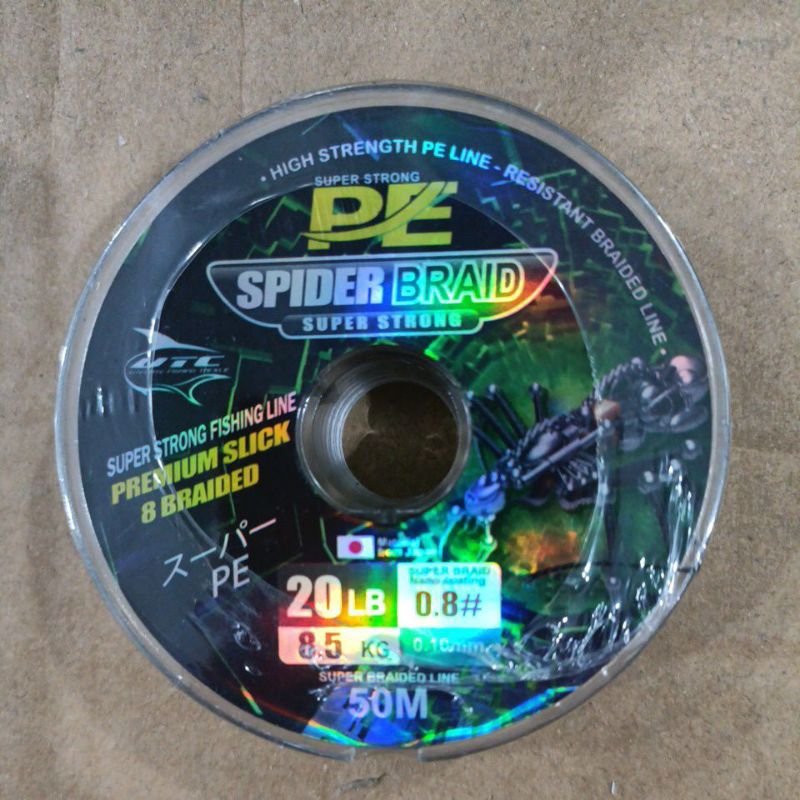 • HIGH STRENGTH PE LINE - RESISTANT BRAIDED LINE •
SUPER STRONG
PE
SPIDER BRAID
SUPER STRONG
UTC
SUPER STRONG FISHING LINE
PREMIUM SLICK
8 BRAIDED
スーパー
PE
20LB
8.5 KG
SUPER BRAID
Nano coating
0.8#
0.10mm
SUPER BRAIDED LINE
50M